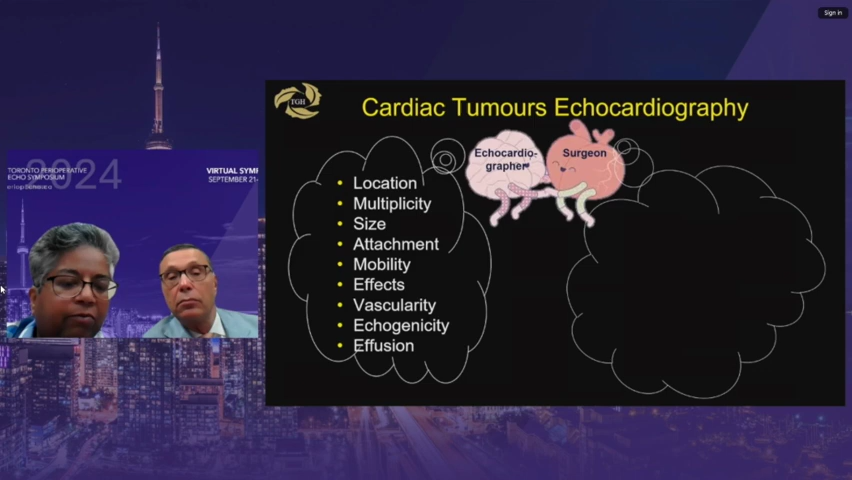 Sign in
TGH
Cardiac Tumours Echocardiography
Echocardio-
grapher
Surgeon
• Location
• Multiplicity
• Size
• Attachment
• Mobility
• Effects
• Vascularity
• Echogenicity
• Effusion
2024
TORONTO PERIOPERATIVE
ECHO SYMPOSIUM
VIRTUAL SYMP
SEPTEMBER 21-